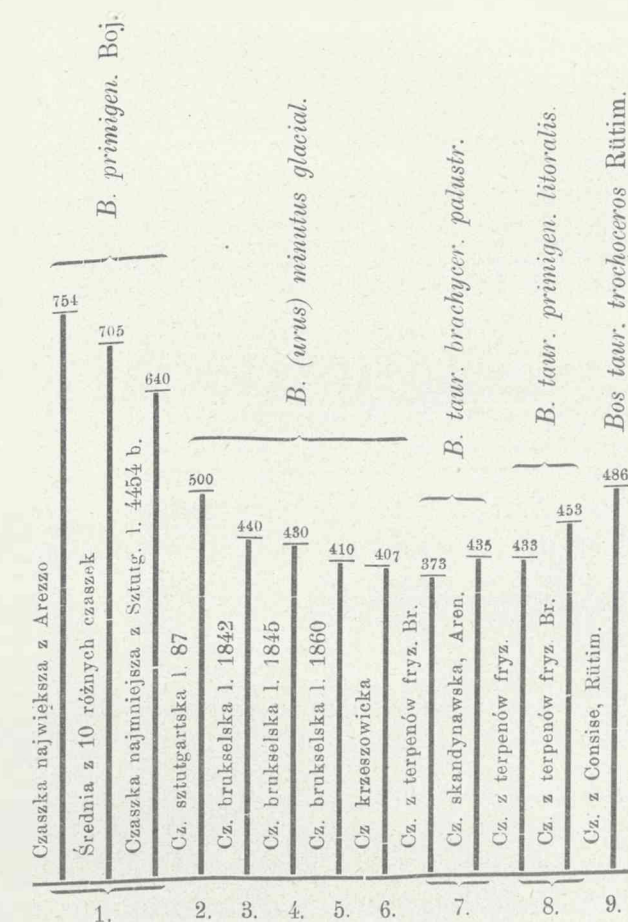 B. primigen. Boj.
B. (urus) minutus glacial.
B. taur. brachycer. palustr.
B. taur. primigen. litoralis.
Bos taur. trochoceros Rütim.
754
705
640
500
440
430
410
407
373
435
433
453
486
Czaszka największa z Arezzo
Średnia z 10 różnych czaszek
Czaszka najmniejsza z Sztutg. l. 4454 b.
Cz. sztutgartska l. 87
Cz. brukselska l. 1842
Cz. brukselska l. 1845
Cz. brukselska l. 1860
Cz krzeszowicka
Cz. z terpenów fryz. Br.
Cz. skandynawska, Aren.
Cz. z terpenów fryz.
Cz. z terpenów fryz. Br.
Cz. z Consise, Rütim.
1.
2.
3.
4.
5.
6.
7.
8.
9.